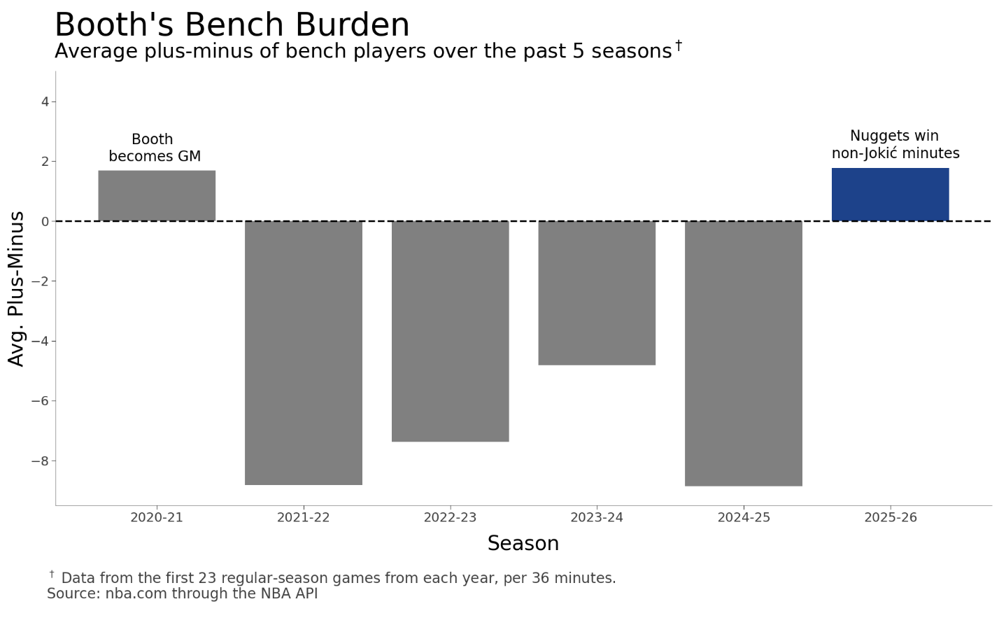 Booth's Bench Burden
Average plus-minus of bench players over the past 5 seasons†
4
2
0
−2
−4
−6
−8
Avg. Plus-Minus
Booth
becomes GM
Nuggets win
non-Jokić minutes
2020-21
2021-22
2022-23
2023-24
2024-25
2025-26
Season
† Data from the first 23 regular-season games from each year, per 36 minutes.
Source: nba.com through the NBA API